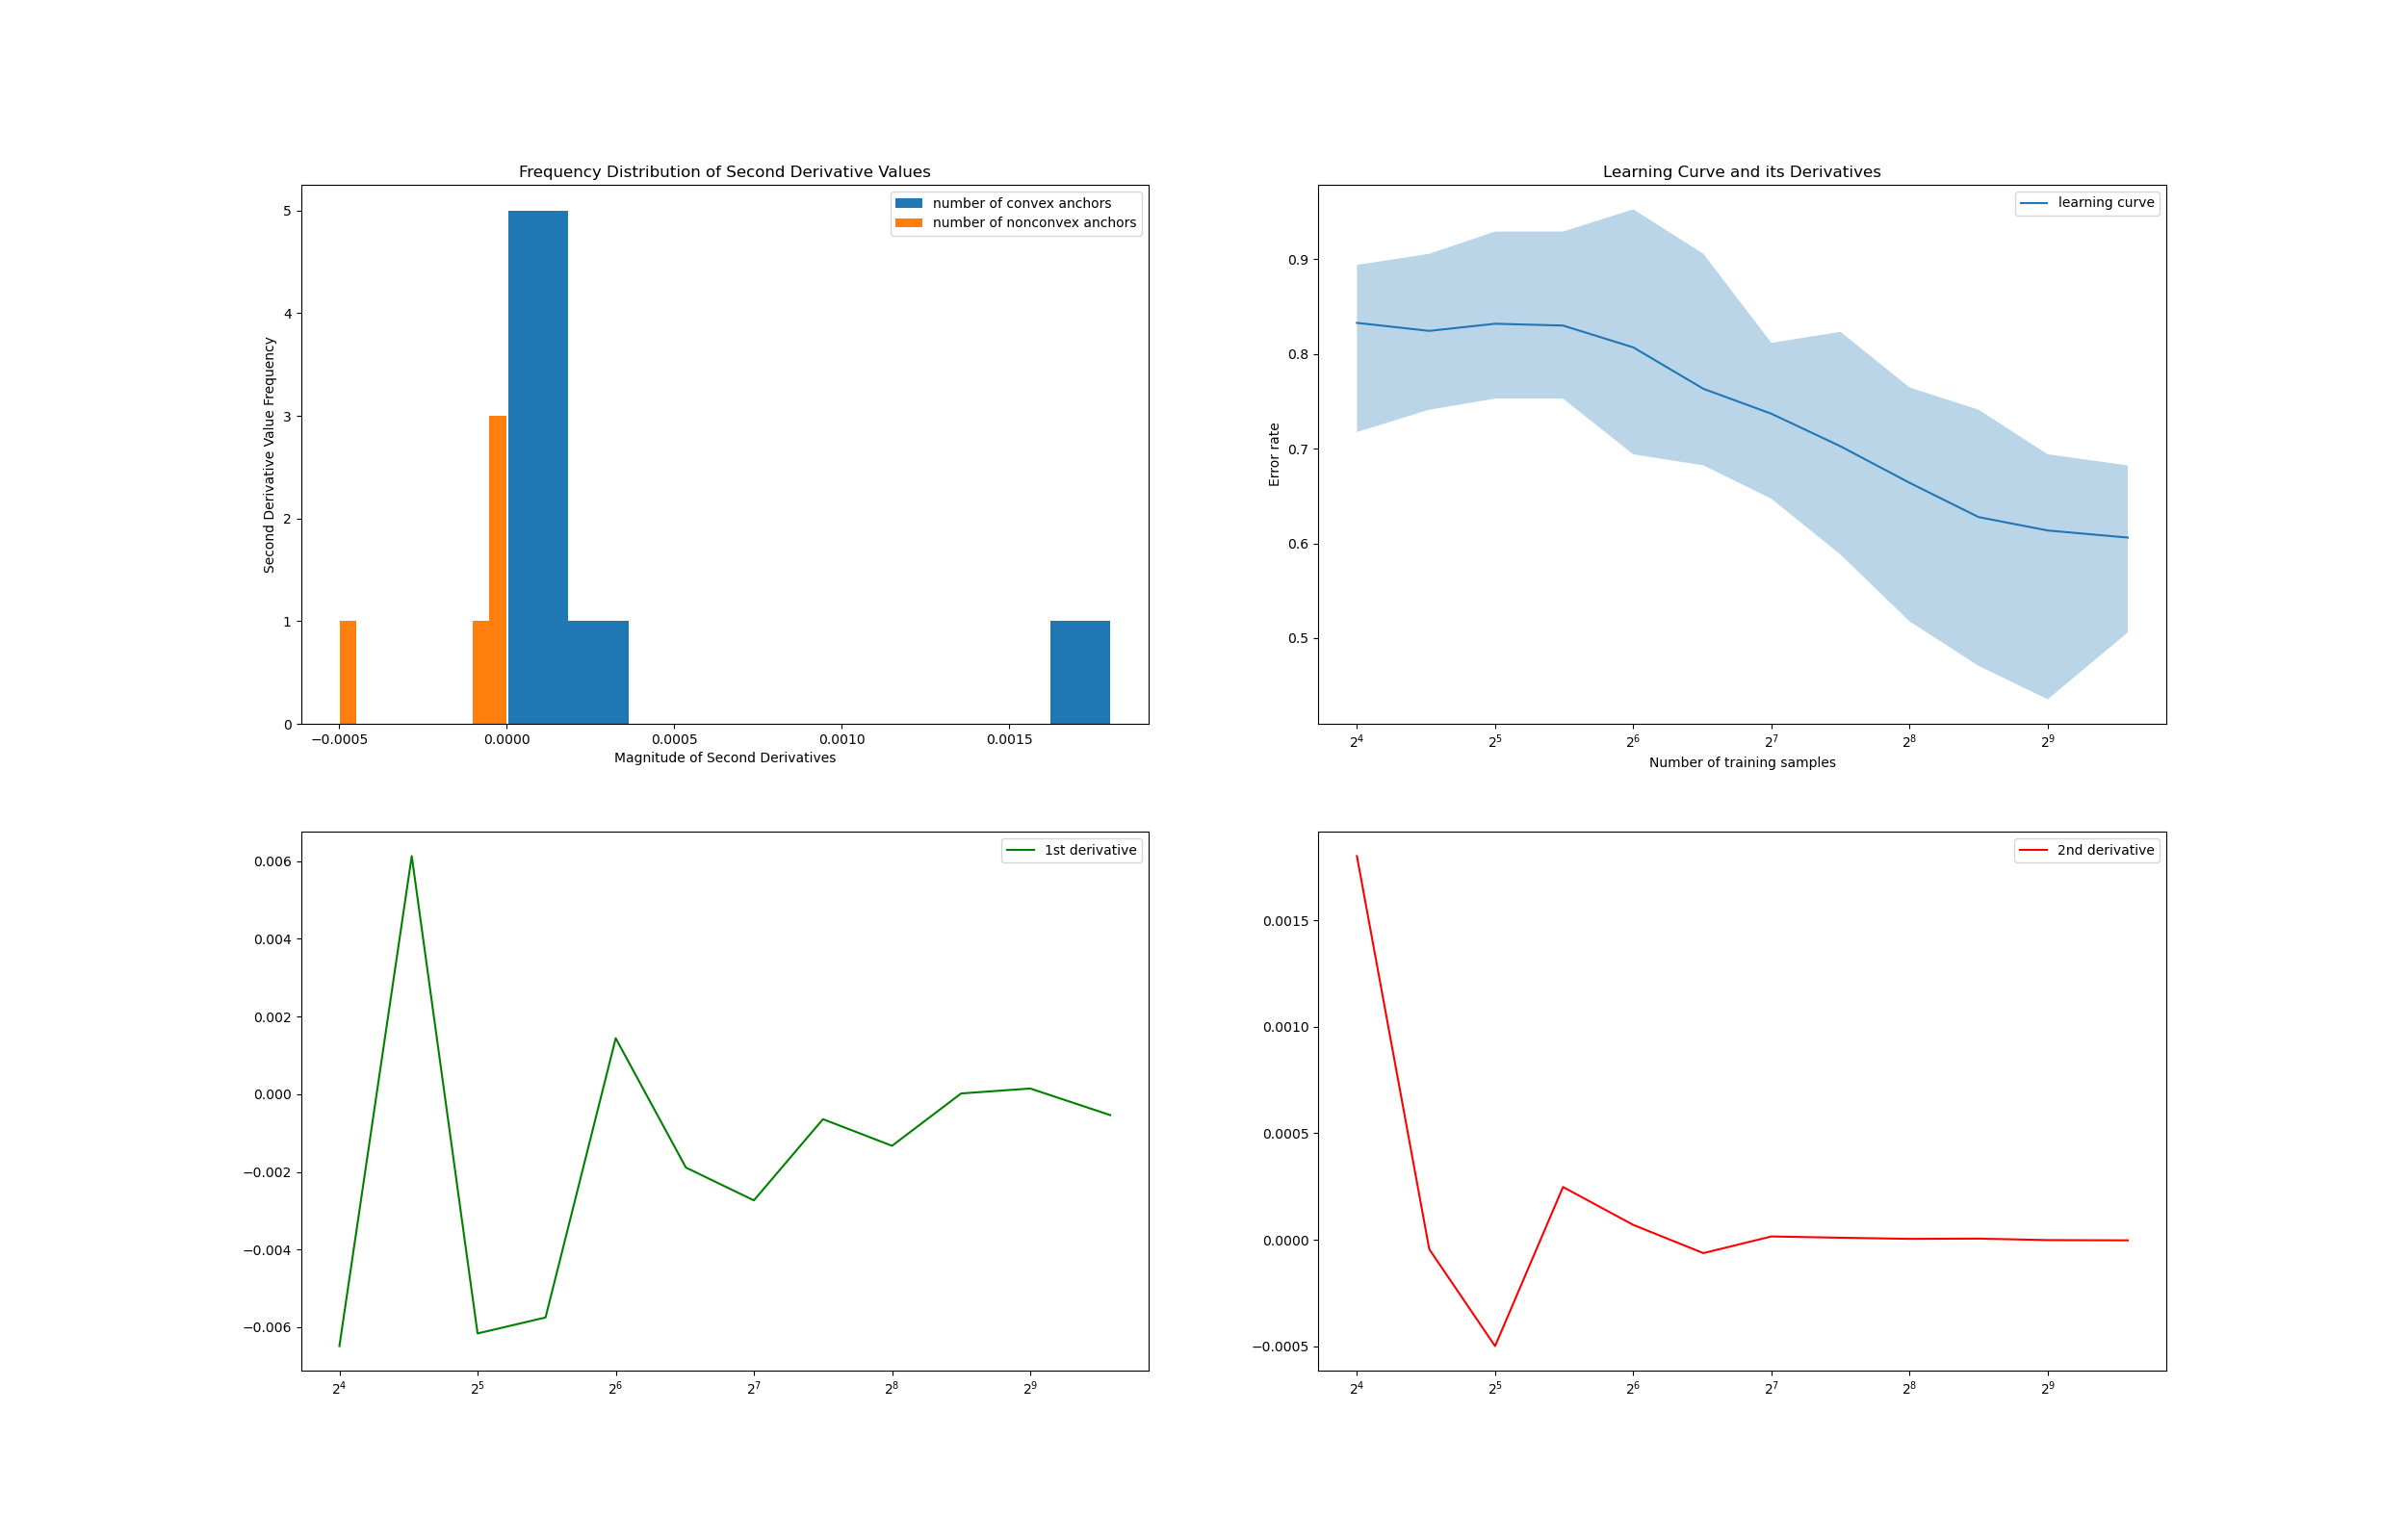 Frequency Distribution of Second Derivative Values
number of convex anchors
number of nonconvex anchors
5
4
3
2
1
0
Second Derivative Value Frequency
−0.0005 0.0000 0.0005 0.0010 0.0015
Magnitude of Second Derivatives
Learning Curve and its Derivatives
learning curve
0.9
0.8
0.7
0.6
0.5
Error rate
2⁴ 2⁵ 2⁶ 2⁷ 2⁸ 2⁹
Number of training samples
1st derivative
0.006
0.004
0.002
0.000
−0.002
−0.004
−0.006
2⁴ 2⁵ 2⁶ 2⁷ 2⁸ 2⁹
2nd derivative
0.0015
0.0010
0.0005
0.0000
−0.0005
2⁴ 2⁵ 2⁶ 2⁷ 2⁸ 2⁹